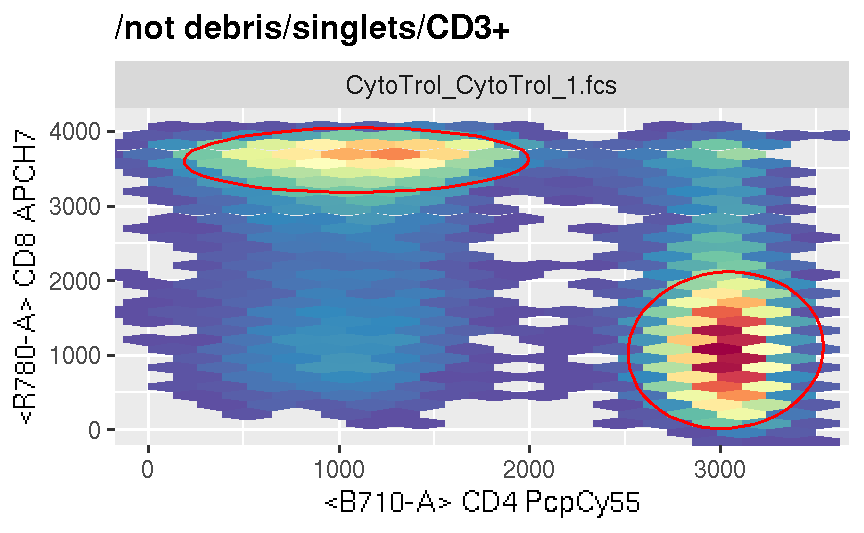 /not debris/singlets/CD3+
CytoTrol_CytoTrol_1.fcs
4000
3000
2000
1000
0
<R780-A> CD8 APCH7
0 1000 2000 3000
<B710-A> CD4 PcpCy55